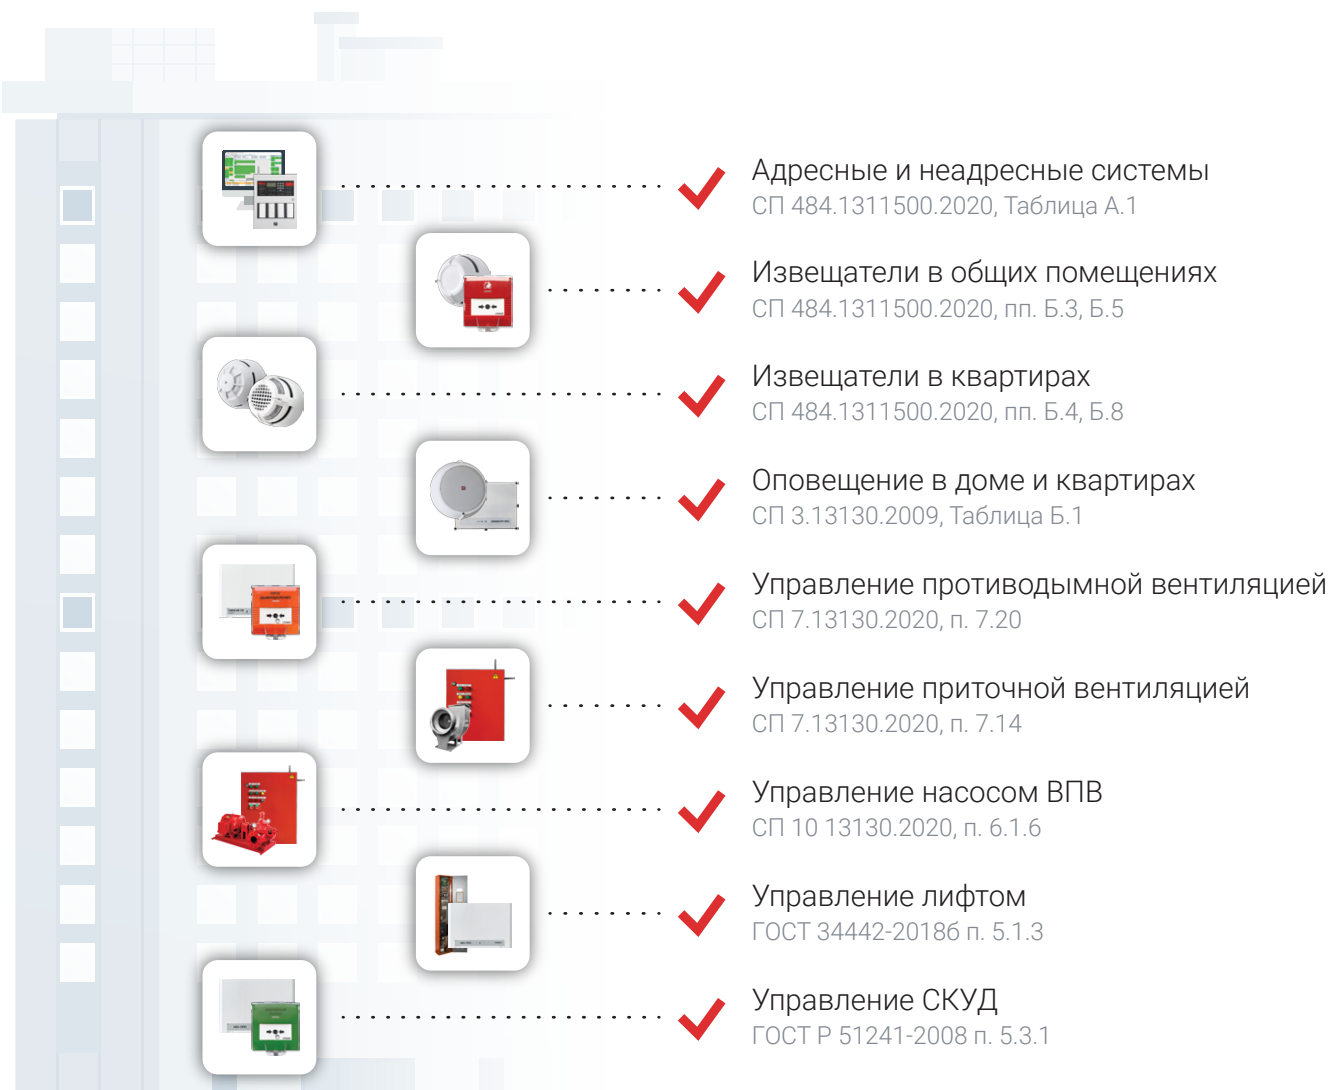 Адресные и неадресные системы
СП 484.1311500.2020, Таблица А.1
Извещатели в общих помещениях
СП 484.1311500.2020, пп. Б.3, Б.5
Извещатели в квартирах
СП 484.1311500.2020, пп. Б.4, Б.8
Оповещение в доме и квартирах
СП 3.13130.2009, Таблица Б.1
Управление противодымной вентиляцией
СП 7.13130.2020, п. 7.20
Управление приточной вентиляцией
СП 7.13130.2020, п. 7.14
Управление насосом ВПВ
СП 10 13130.2020, п. 6.1.6
Управление лифтом
ГОСТ 34442-2018б п. 5.1.3
Управление СКУД
ГОСТ Р 51241-2008 п. 5.3.1